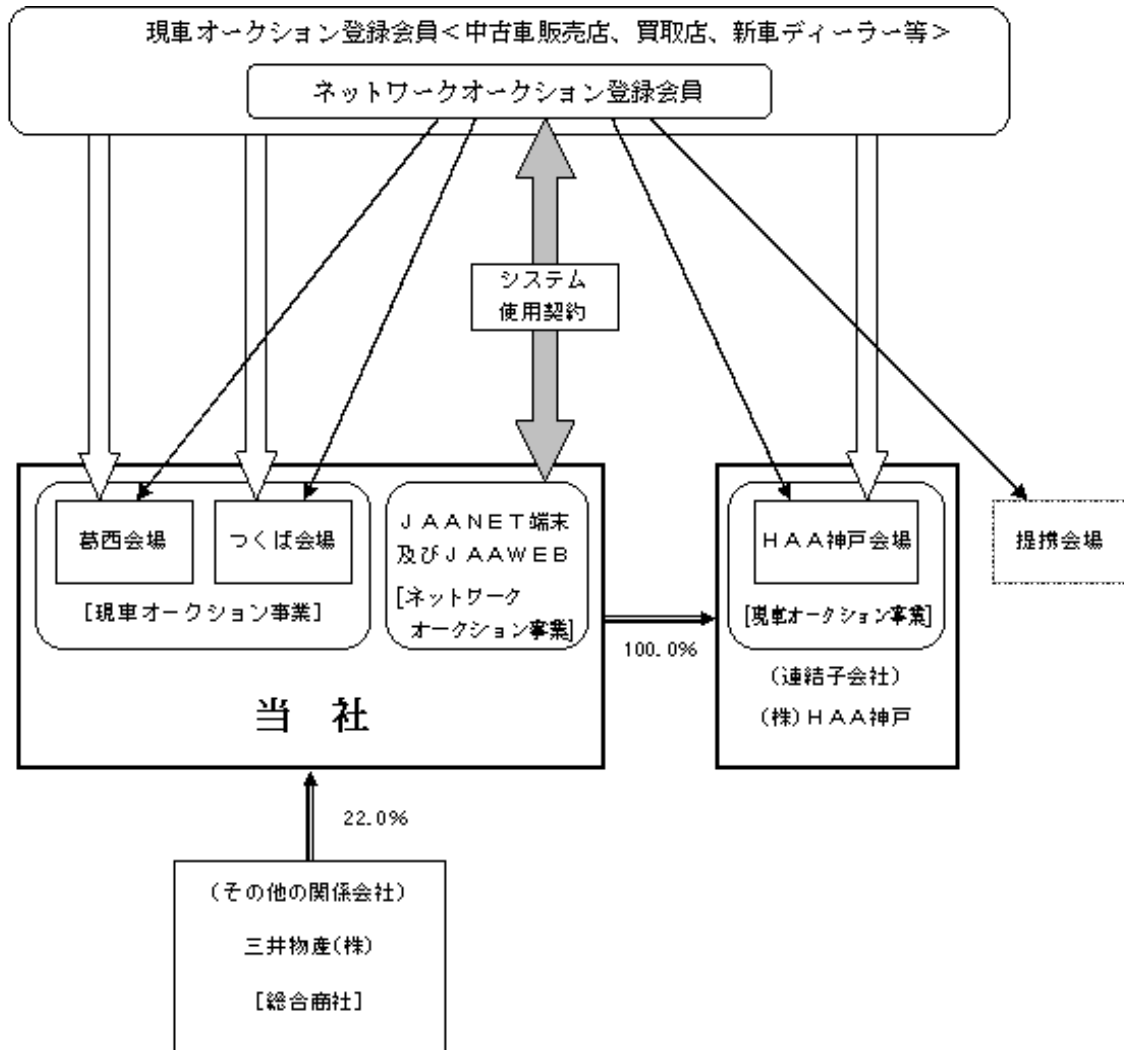 現車オークション登録会員＜中古車販売店、買取店、新車ディーラー等＞
ネットワークオークション登録会員
システム
使用契約
葛西会場
つくば会場
[現車オークション事業]
ＪＡＡＮＥＴ端末
及びＪＡＡＷＥＢ
[ネットワーク
オークション事業]
100.0%
ＨＡＡ神戸会場
[現車オークション事業]
(連結子会社)
(株)ＨＡＡ神戸
提携会場
当　社
22.0%
(その他の関係会社)
三井物産(株)
[総合商社]